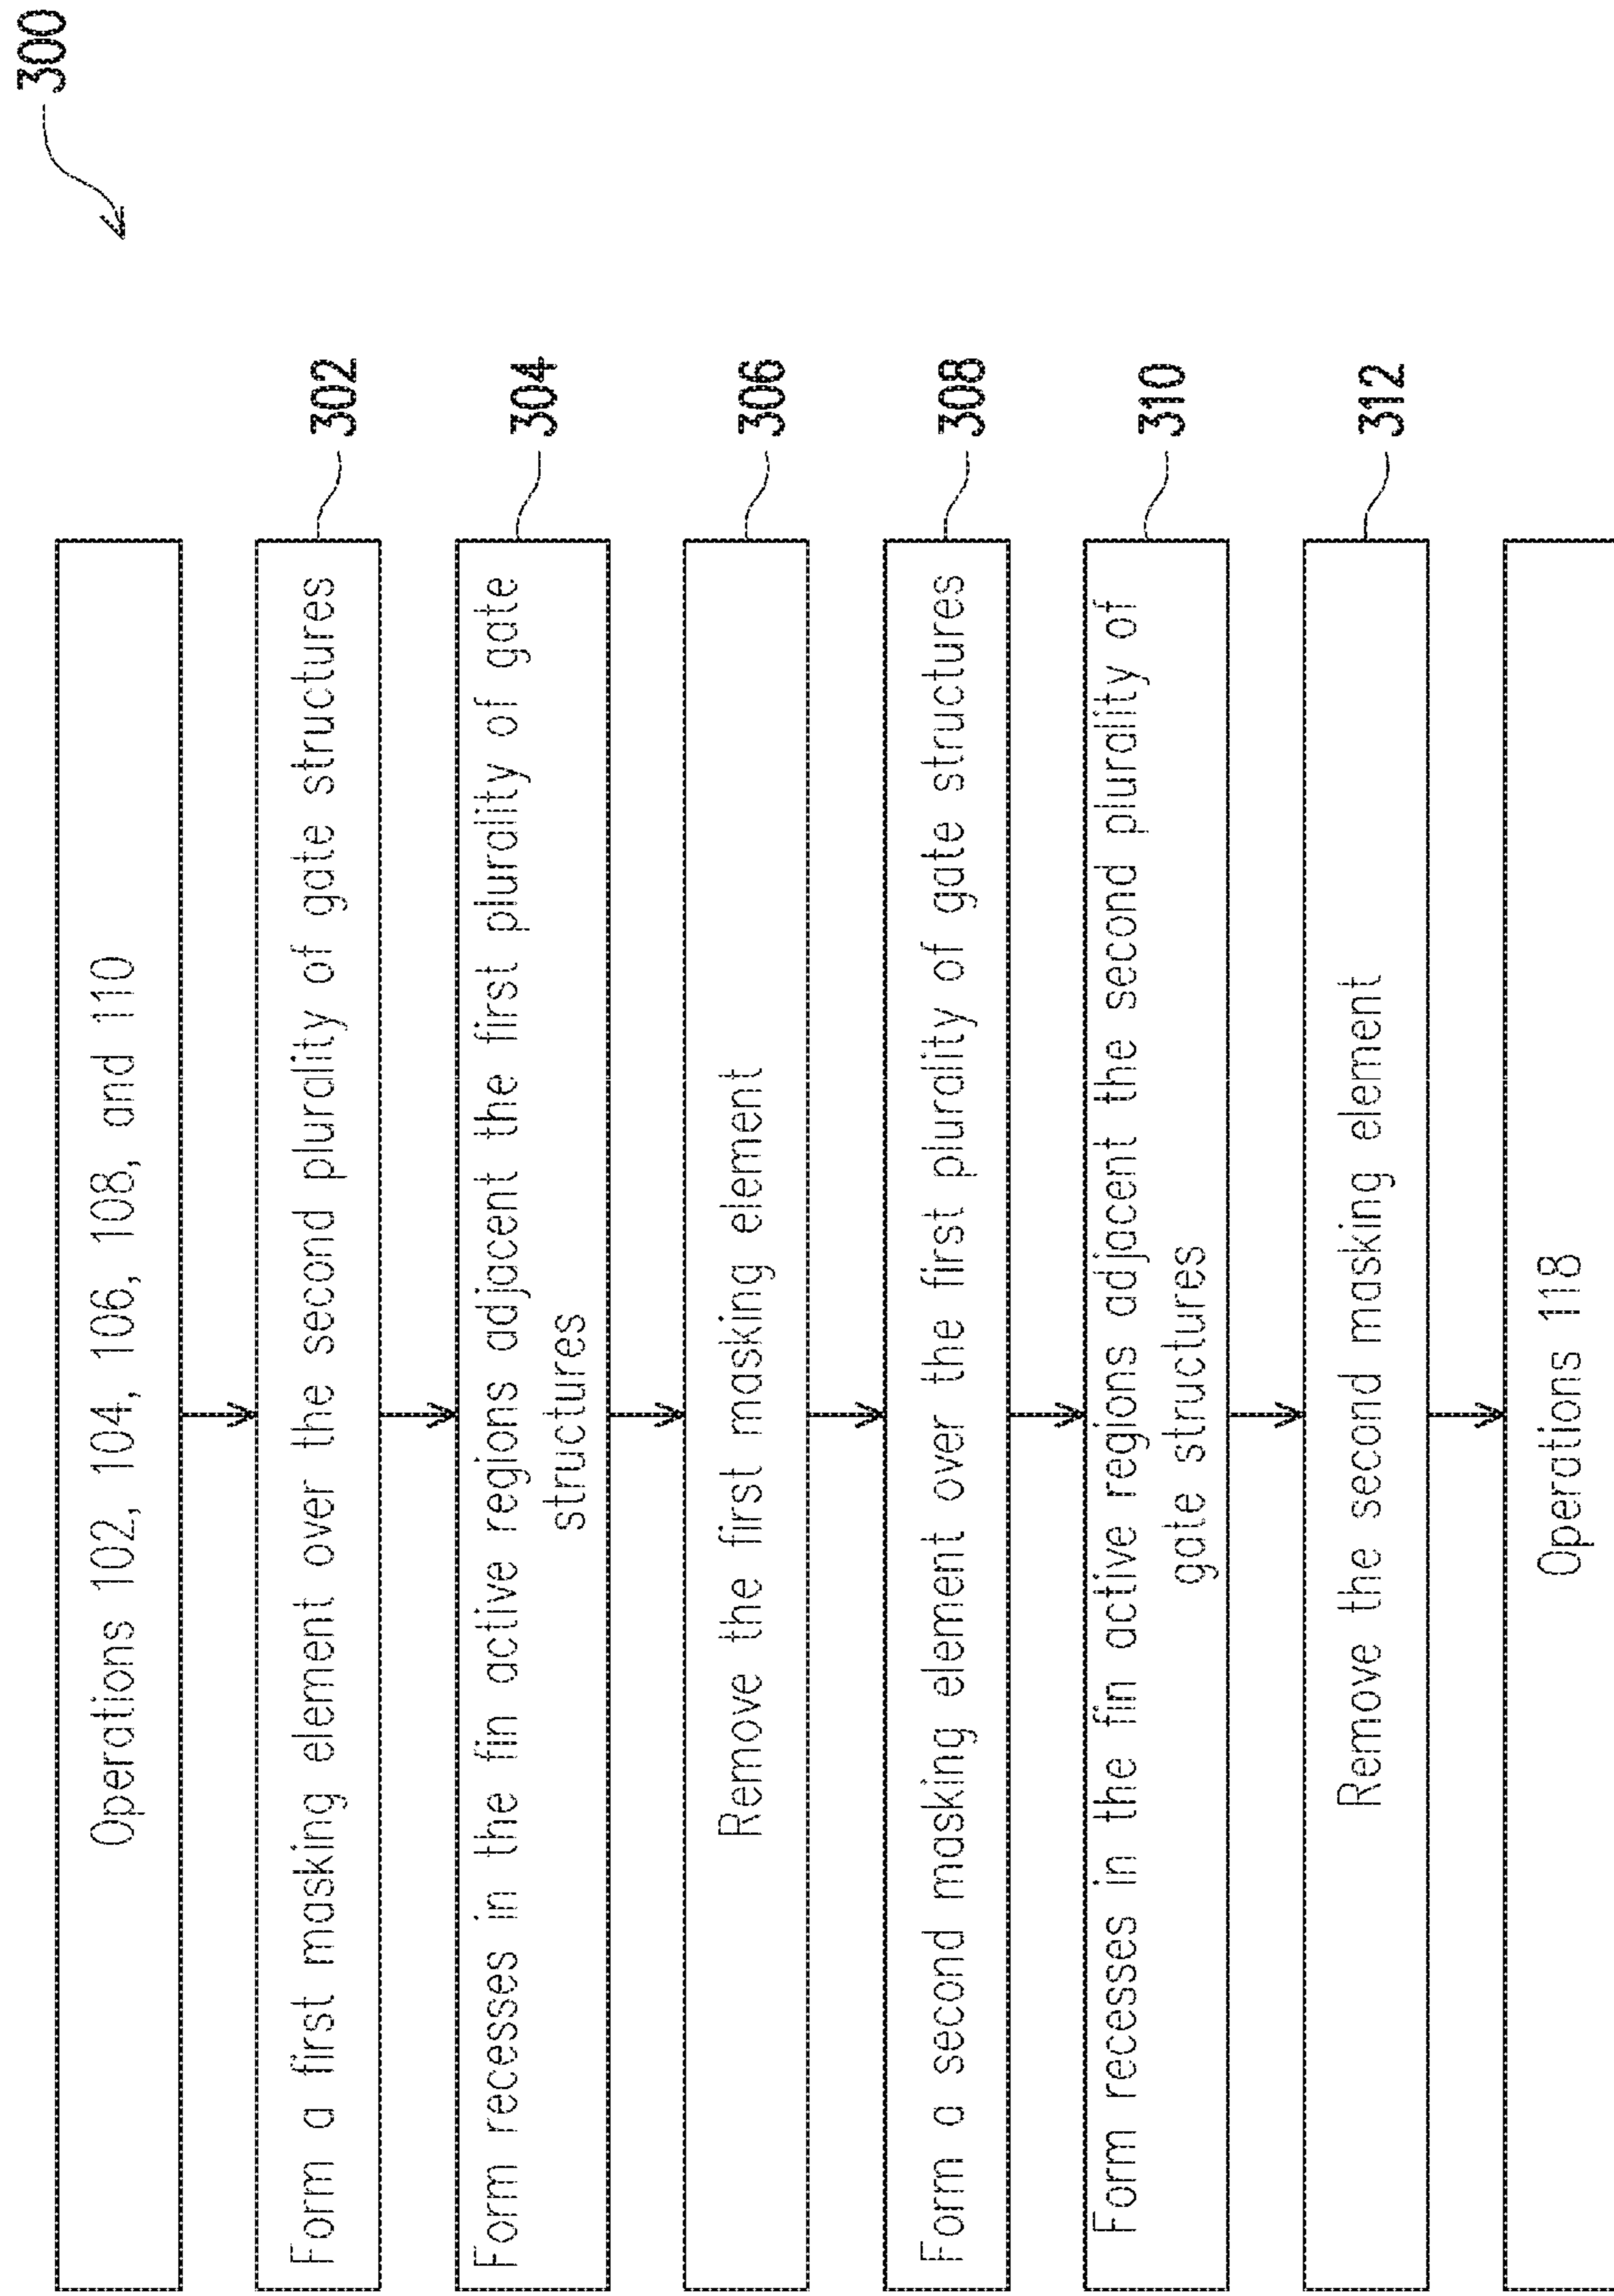 300
Operations 102, 104, 106, 108, and 110
Form a first masking element over the second plurality of gate structures
302
Form recesses in the fin active regions adjacent the first plurality of gate
structures
304
Remove the first masking element
306
Form a second masking element over the first plurality of gate structures
308
Form recesses in the fin active regions adjacent the second plurality of
gate structures
310
Remove the second masking element
312
Operations 118